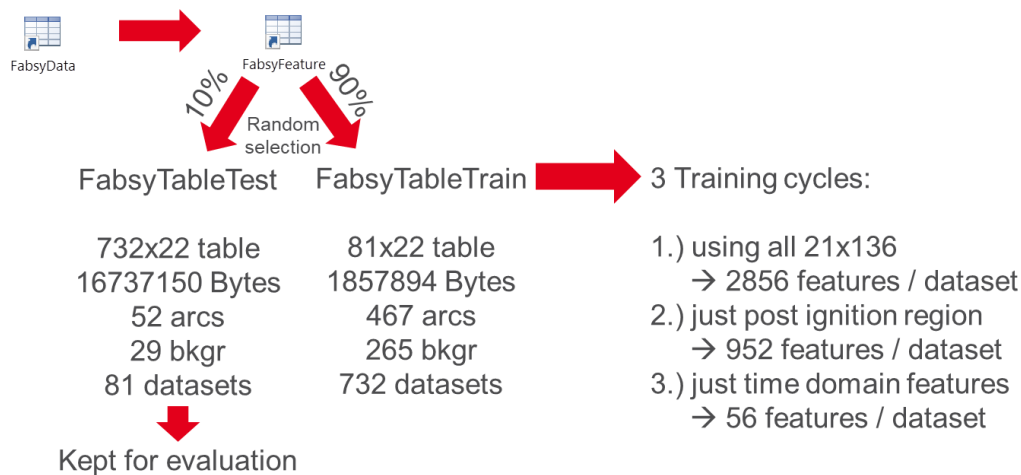 FabsyData
FabsyFeature
10%
90%
Random
selection
FabsyTableTest
FabsyTableTrain
3 Training cycles:
732x22 table
16737150 Bytes
52 arcs
29 bkgr
81 datasets
Kept for evaluation
81x22 table
1857894 Bytes
467 arcs
265 bkgr
732 datasets
1.) using all 21x136
→ 2856 features / dataset
2.) just post ignition region
→ 952 features / dataset
3.) just time domain features
→ 56 features / dataset